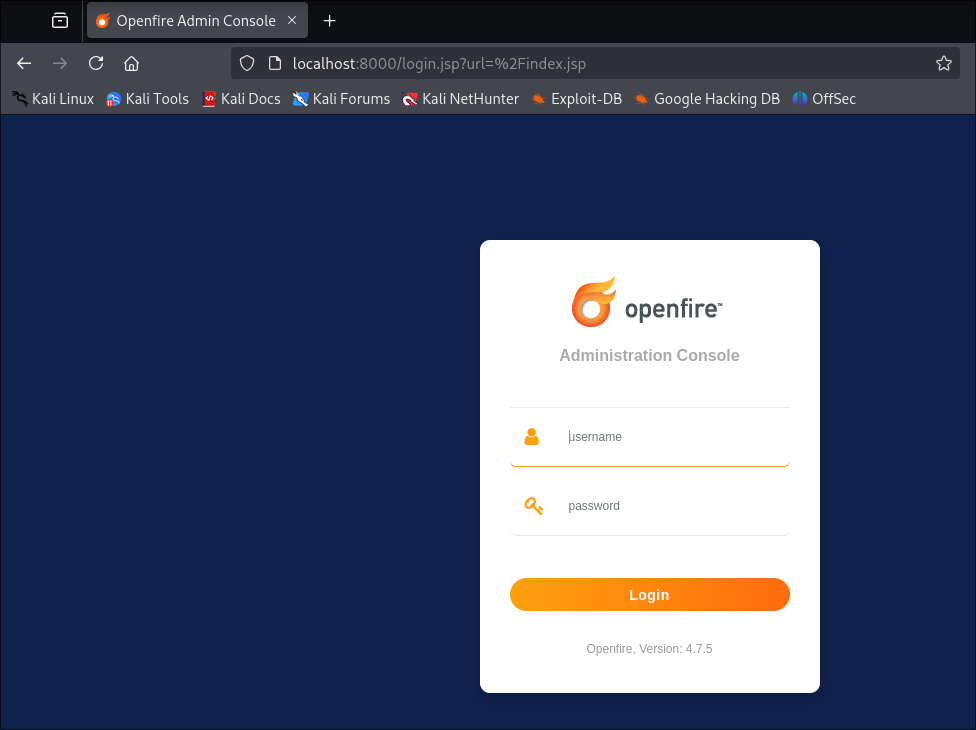 Openfire Admin Console
localhost:8000/login.jsp?url=%2Findex.jsp
Kali Linux Kali Tools Kali Docs Kali Forums Kali NetHunter Exploit-DB Google Hacking DB OffSec
openfire™
Administration Console
username
password
Login
Openfire, Version: 4.7.5